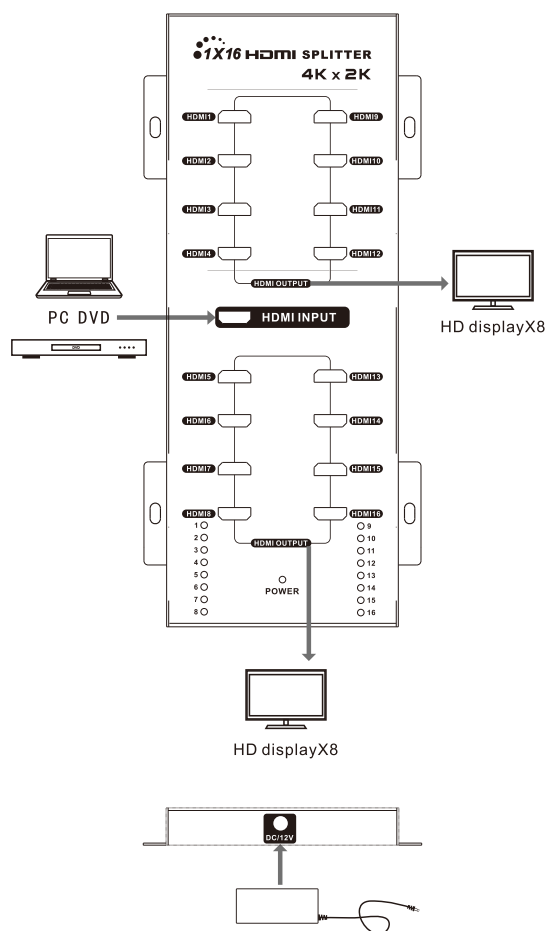 1X16 HDMI SPLITTER
4K x 2K
HDMI1
HDMI9
HDMI2
HDMI10
HDMI3
HDMI11
HDMI4
HDMI12
HDMI OUTPUT
PC DVD
HDMI INPUT
HD displayX8
DVD
HDMI5
HDMI13
HDMI6
HDMI14
HDMI7
HDMI15
HDMI8
HDMI16
1
9
2
10
HDMI OUTPUT
3
11
4
12
5
13
6
14
POWER
7
15
8
16
HD displayX8
DC/12V